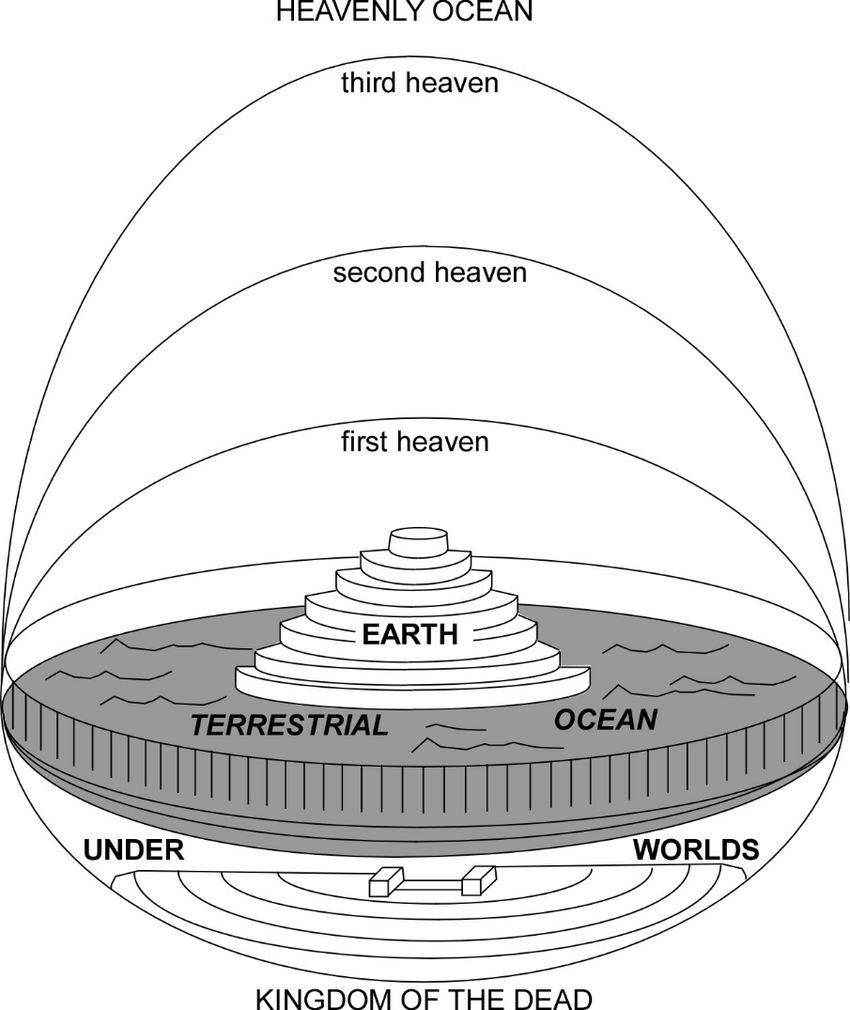 HEAVENLY OCEAN
third heaven
second heaven
first heaven
EARTH
TERRESTRIAL OCEAN
UNDER WORLDS
KINGDOM OF THE DEAD